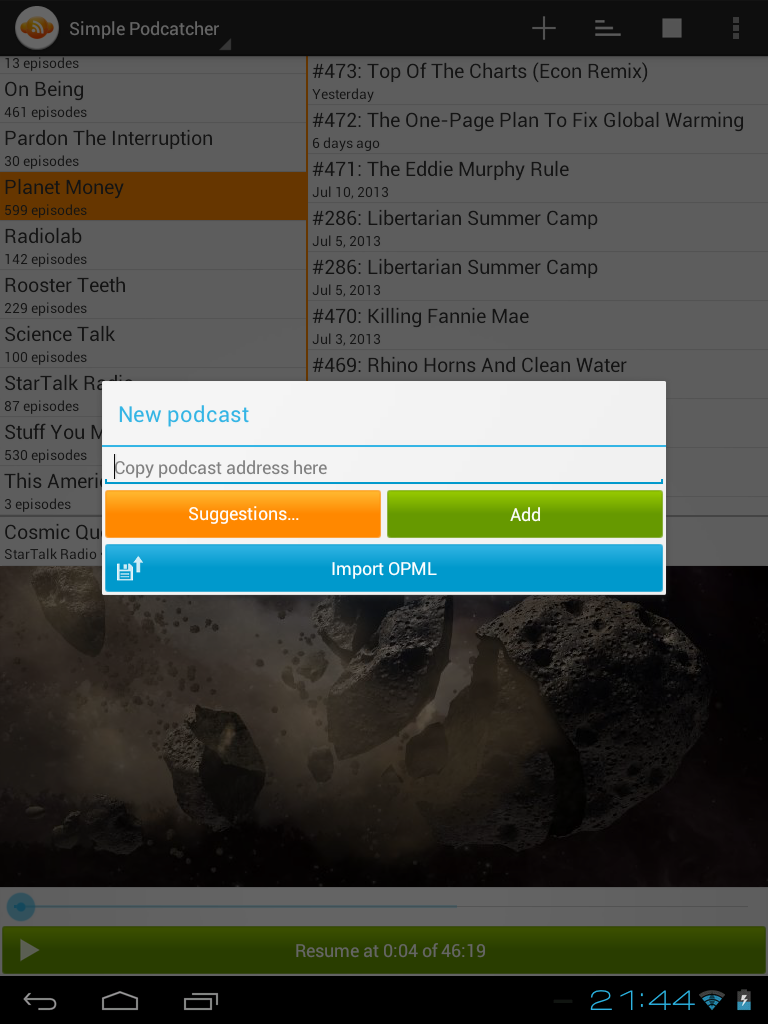 Simple Podcatcher
13 episodes
On Being
461 episodes
Pardon The Interruption
30 episodes
Planet Money
599 episodes
Radiolab
142 episodes
Rooster Teeth
229 episodes
Science Talk
100 episodes
StarTalk Radio
87 episodes
Stuff You M
530 episodes
This Ameri
3 episodes
#473: Top Of The Charts (Econ Remix)
Yesterday
#472: The One-Page Plan To Fix Global Warming
6 days ago
#471: The Eddie Murphy Rule
Jul 10, 2013
#286: Libertarian Summer Camp
Jul 5, 2013
#286: Libertarian Summer Camp
Jul 5, 2013
#470: Killing Fannie Mae
Jul 3, 2013
#469: Rhino Horns And Clean Water
New podcast
Copy podcast address here
Suggestions...
Add
Import OPML
Cosmic Qu
StarTalk Radio
Resume at 0:04 of 46:19
21:44